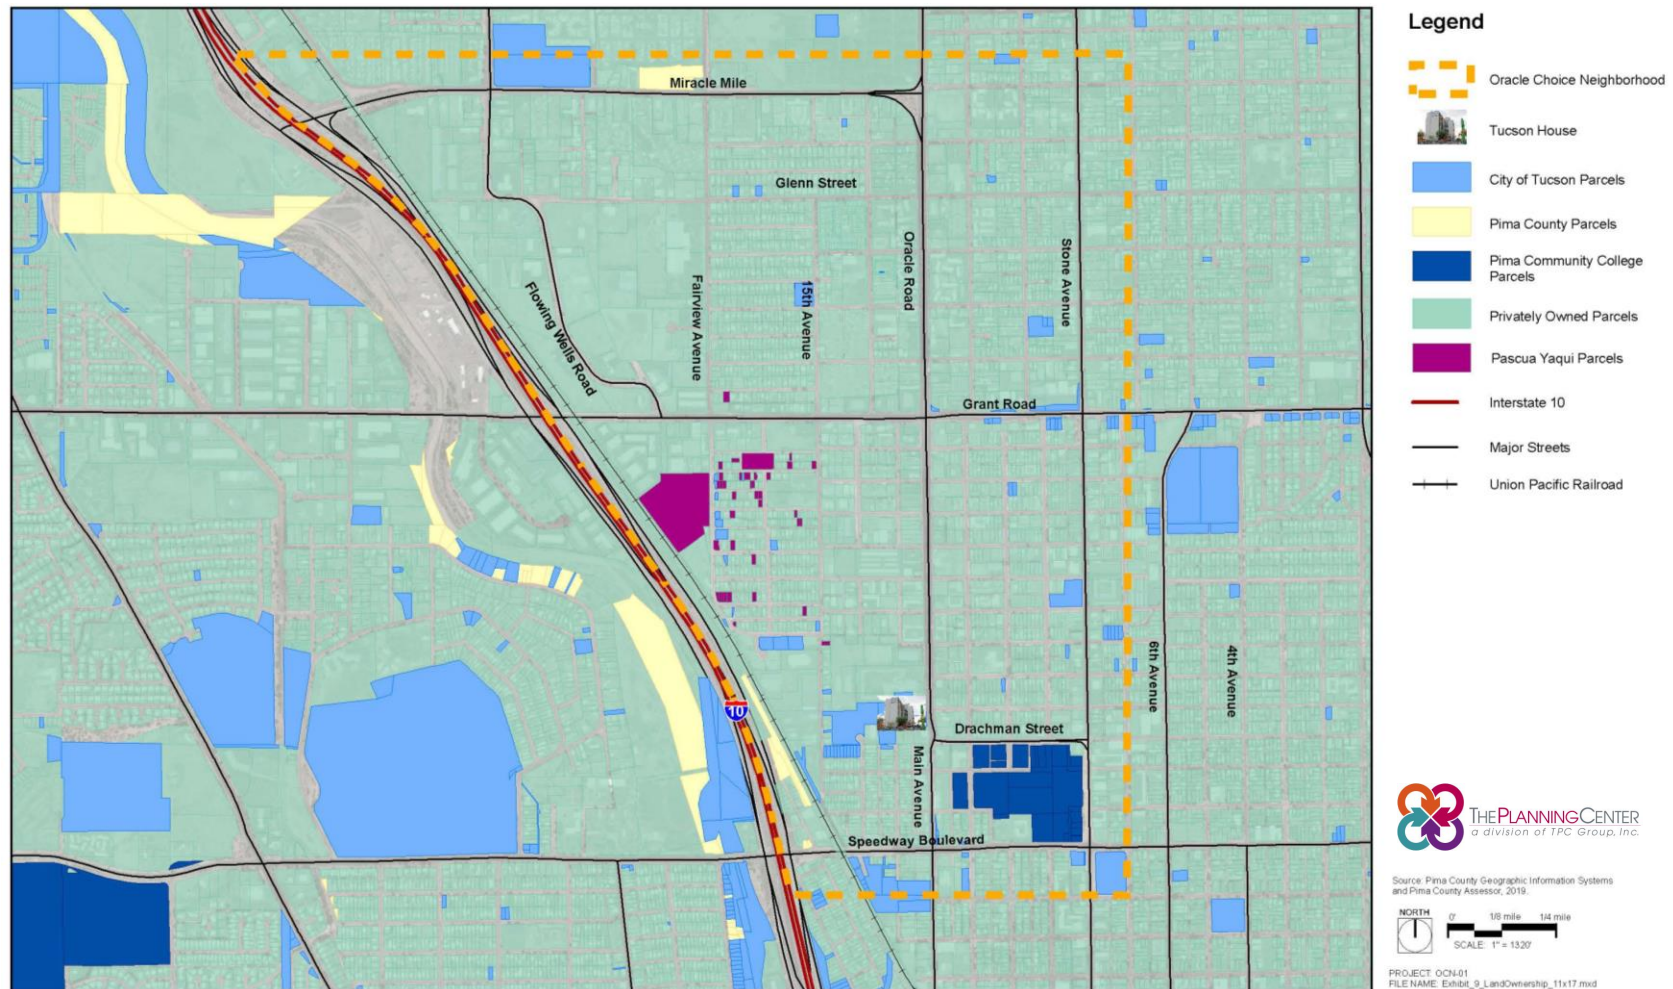 Miracle Mile
Glenn Street
Oracle Road
Stone Avenue
Fairview Avenue
15th Avenue
Flowing Wells Road
Grant Road
6th Avenue
4th Avenue
10
Drachman Street
Main Avenue
Speedway Boulevard
Legend
Oracle Choice Neighborhood
Tucson House
City of Tucson Parcels
Pima County Parcels
Pima Community College
Parcels
Privately Owned Parcels
Pascua Yaqui Parcels
Interstate 10
Major Streets
Union Pacific Railroad
THE PLANNING CENTER
a division of TPC Group, Inc.
Source: Pima County Geographic Information Systems
and Pima County Assessor, 2019.
NORTH
0' 1/8 mile 1/4 mile
SCALE: 1" = 1320'
PROJECT: OCN-01
FILE NAME: Exhibit_9_LandOwnership_11x17.mxd